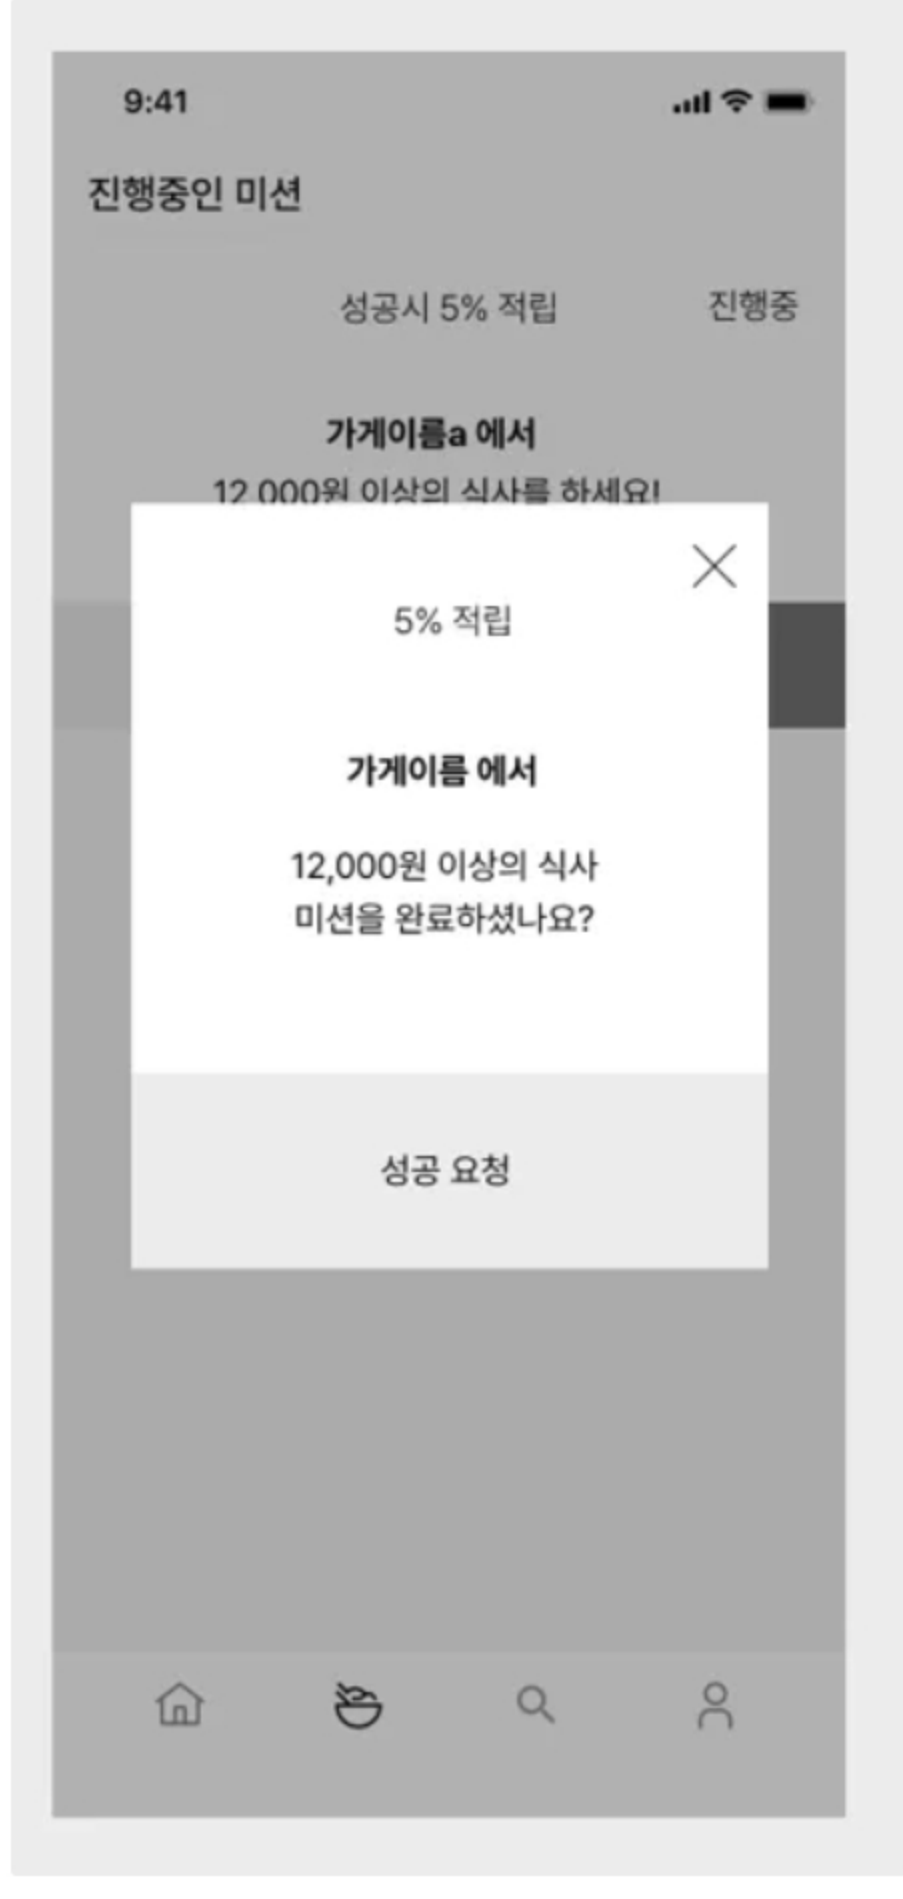 9:41
진행중인 미션
성공시 5% 적립
진행중
가게이름a 에서
12,000원 이상의 식사를 하세요!
5% 적립
가게이름 에서
12,000원 이상의 식사
미션을 완료하셨나요?
성공 요청